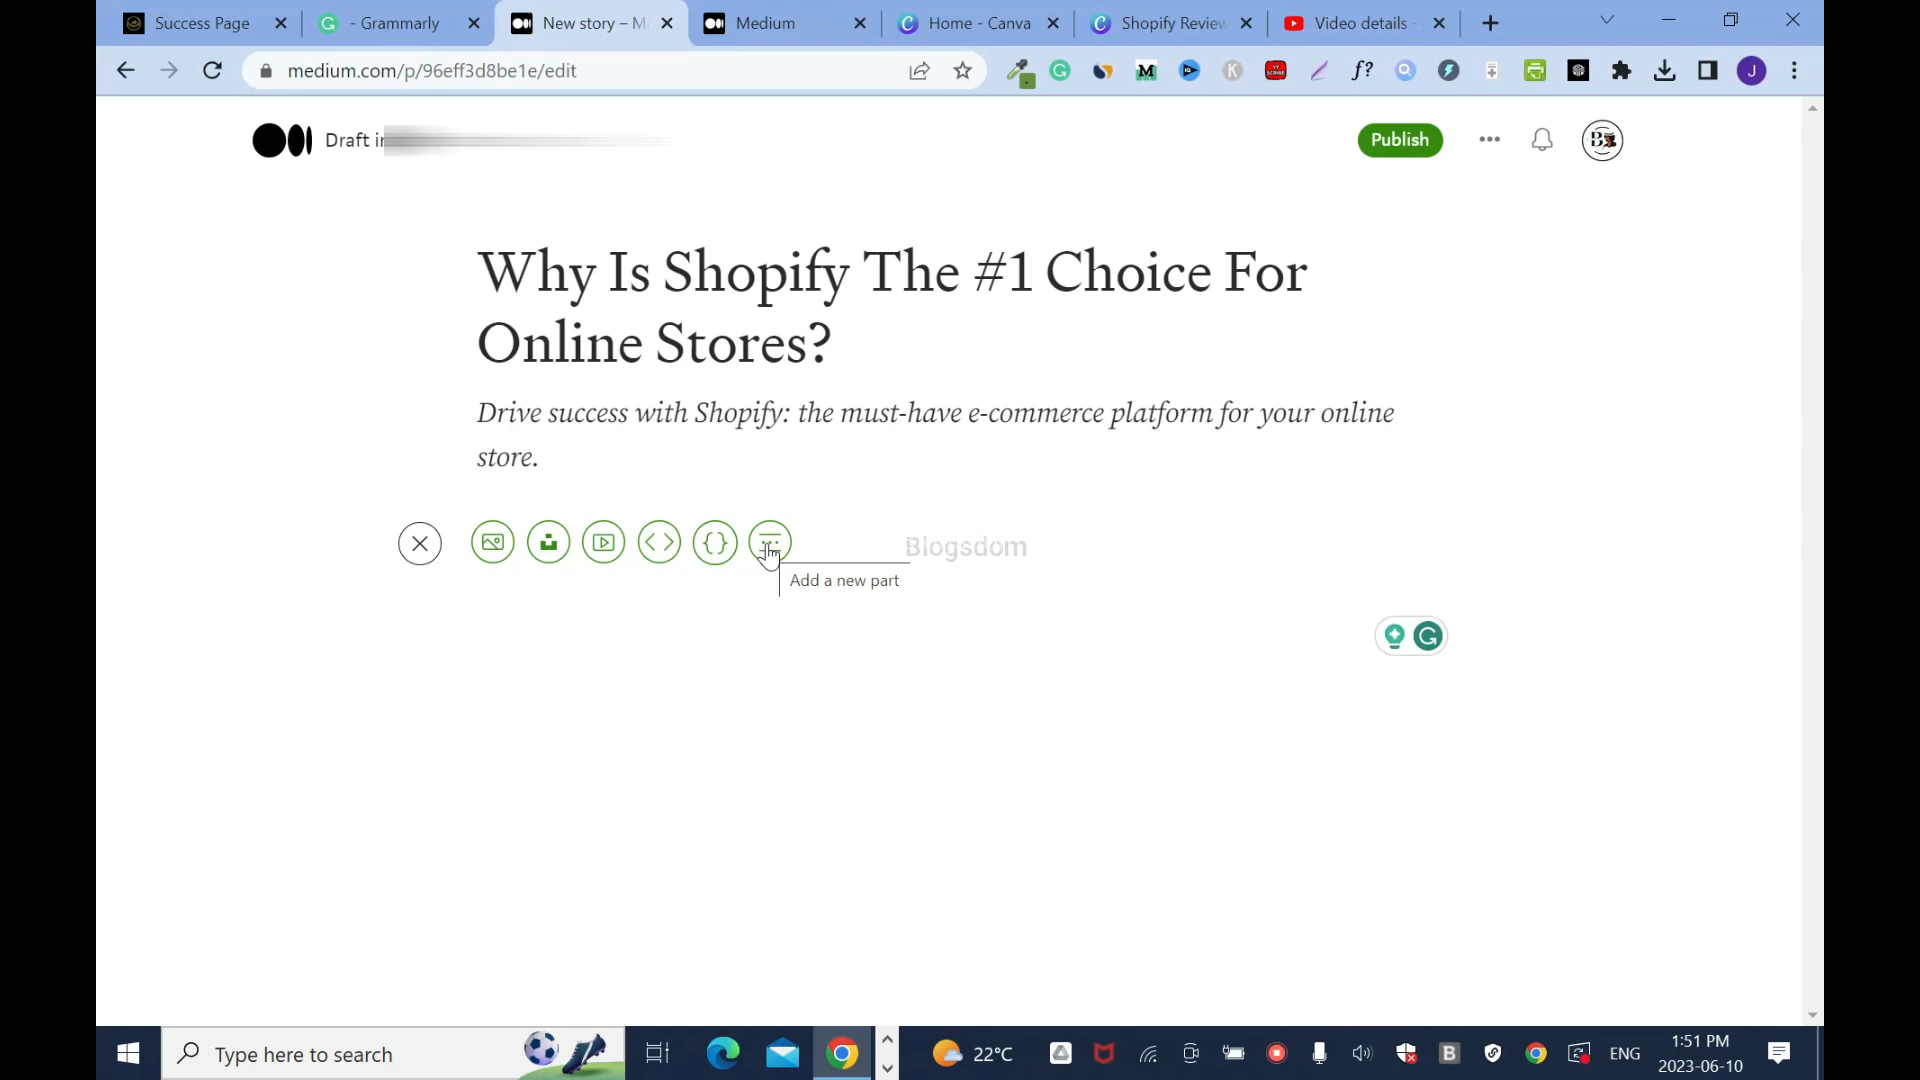 Success Page
- Grammarly
New story – M
Medium
Home - Canva
Shopify Review
Video details -
medium.com/p/96eff3d8be1e/edit
Draft
Publish
Why Is Shopify The #1 Choice For
Online Stores?
Drive success with Shopify: the must-have e-commerce platform for your online
store.
Blogsdom
Add a new part
Type here to search
22°C
ENG
1:51 PM
2023-06-10